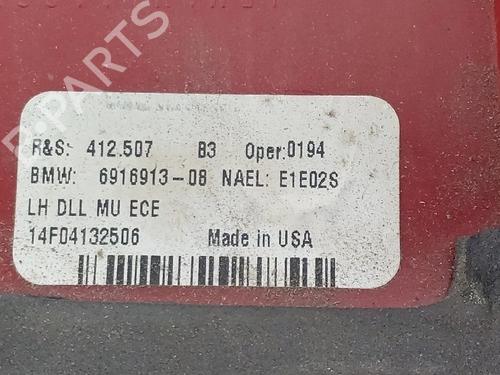 R&S: 412.507 B3 Oper:0194
BMW: 6916913-08 NAEL: E1E02S
LH DLL MU ECE
14F04132506 Made in USA
B-PARTS